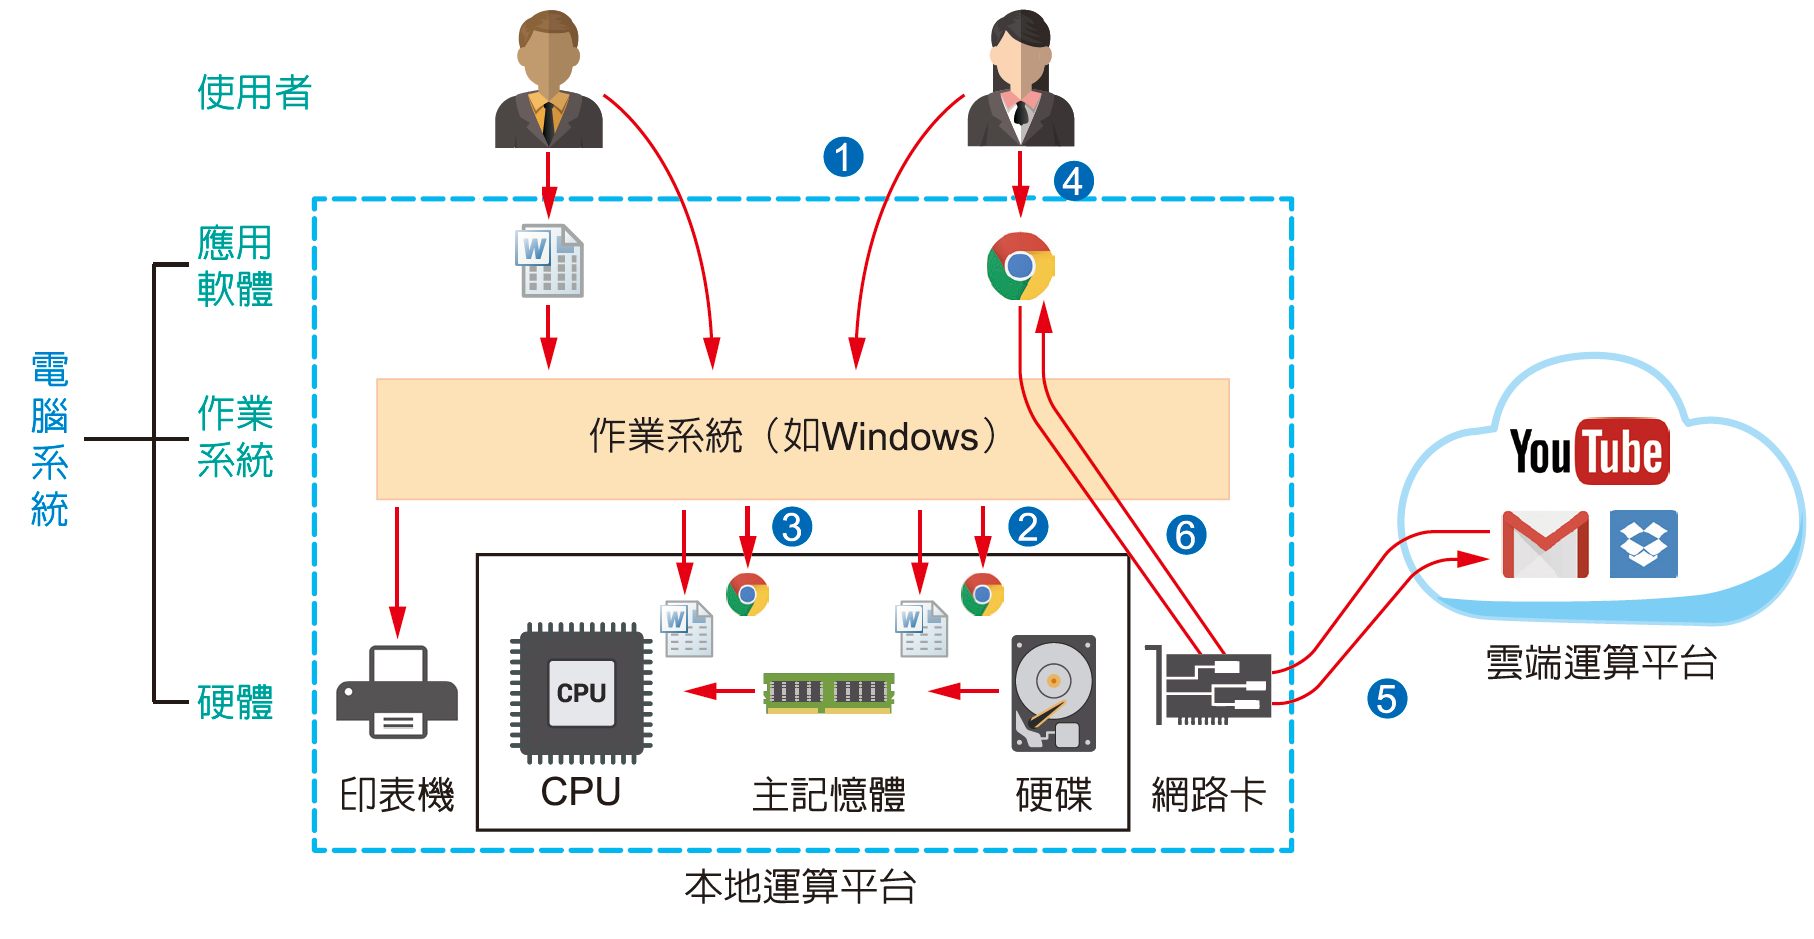 使用者
1
4
應用
軟體
W
電
腦
系
統
作業
系統
作業系統（如Windows）
YouTube
3
2
6
W
W
CPU
硬體
雲端運算平台
5
印表機
CPU
主記憶體
硬碟
網路卡
本地運算平台